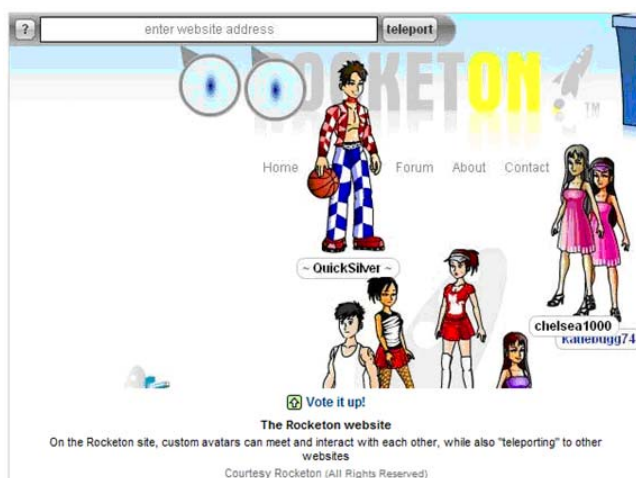 ?
enter website address
teleport
ROCKETON!
TM
Home
Forum
About
Contact
~ QuickSilver ~
chelsea1000
katiebugg74
Vote it up!
The Rocketon website
On the Rocketon site, custom avatars can meet and interact with each other, while also "teleporting" to other
websites
Courtesy Rocketon (All Rights Reserved)